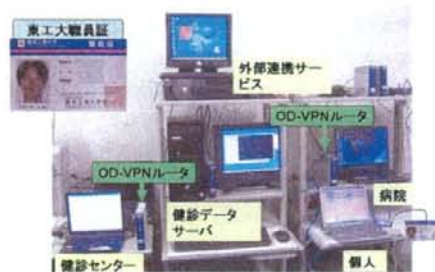 東工大職員証
外部連携サー
ビス
OD-VPNルータ
OD-VPNルータ
病院
健診データ
サーバ
健診センター
個人